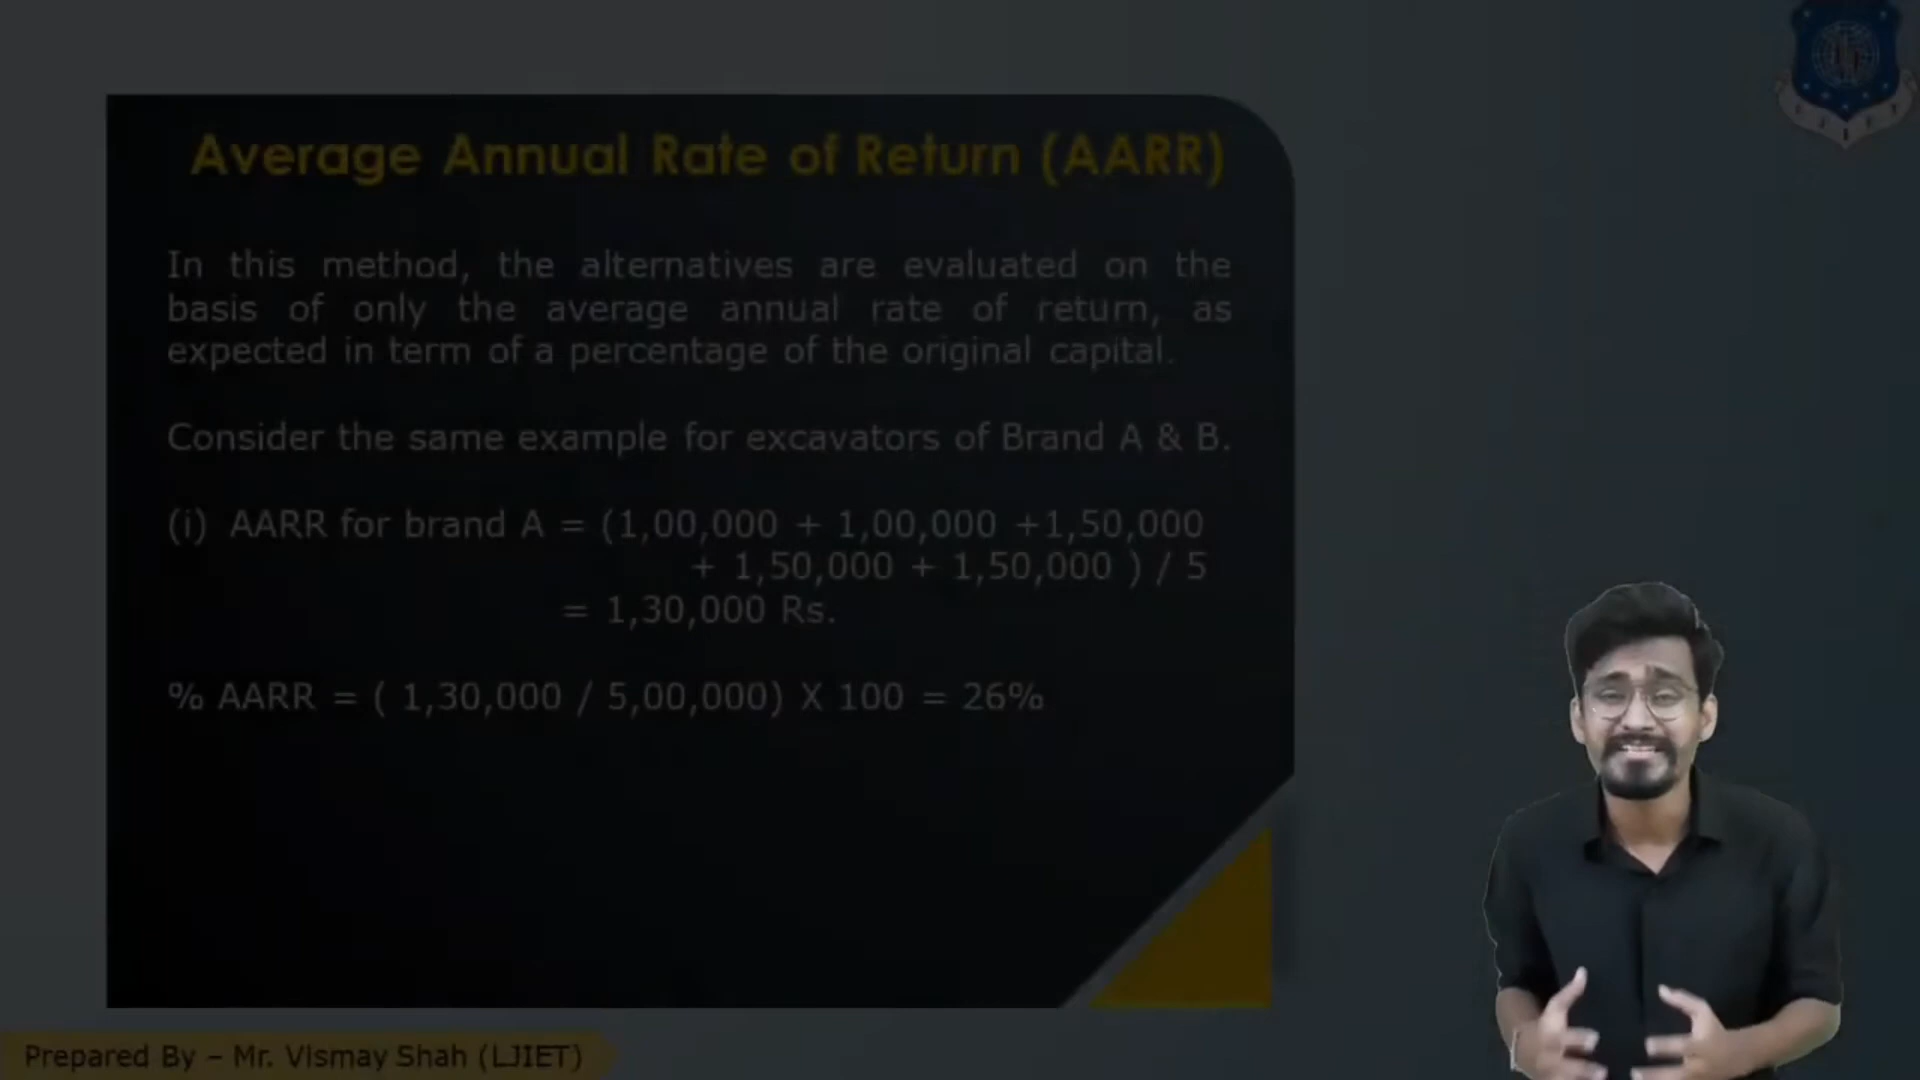 Average Annual Rate of Return (AARR)
In this method, the alternatives are evaluated on the
basis of only the average annual rate of return, as
expected in term of a percentage of the original capital.
Consider the same example for excavators of Brand A & B.
(i) AARR for brand A = (1,00,000 + 1,00,000 +1,50,000
+ 1,50,000 + 1,50,000 ) / 5
= 1,30,000 Rs.
% AARR = ( 1,30,000 / 5,00,000) X 100 = 26%
Prepared By – Mr. Vismay Shah (LJIET)